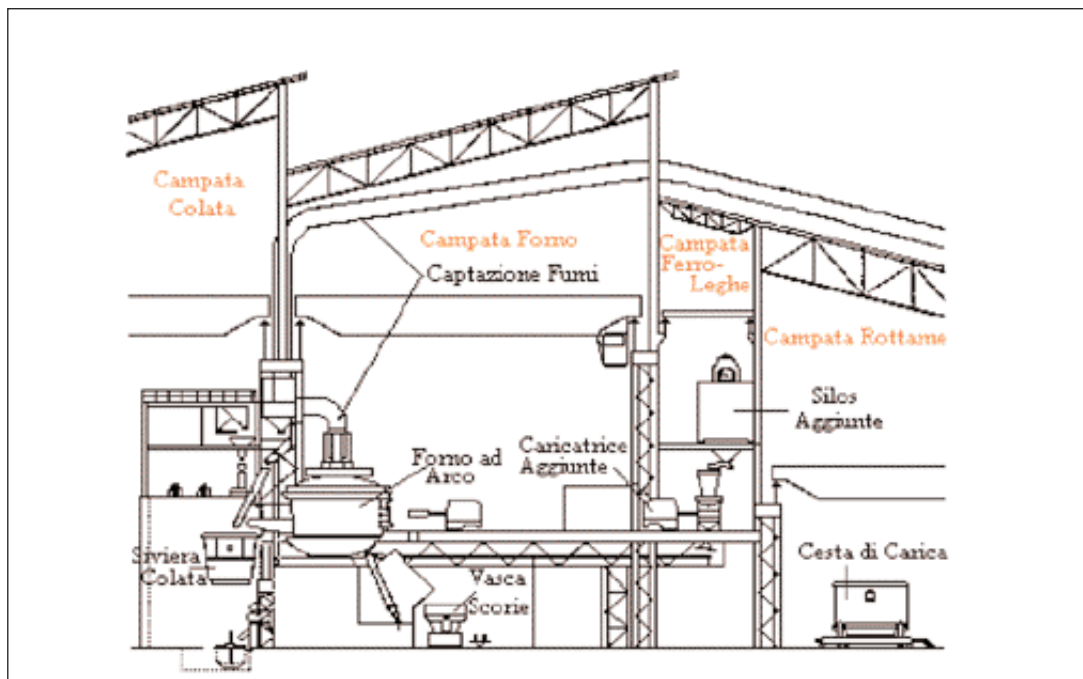 Campata
Colata
Campata Forno
Captazione Fumi
Campata
Ferro-
Leghe
Campata Rottame
Silos
Aggiunte
Forno ad
Arco
Caricatrice
Aggiunte
Siviera
Colata
Vasca
Scorie
Cesta di Carica